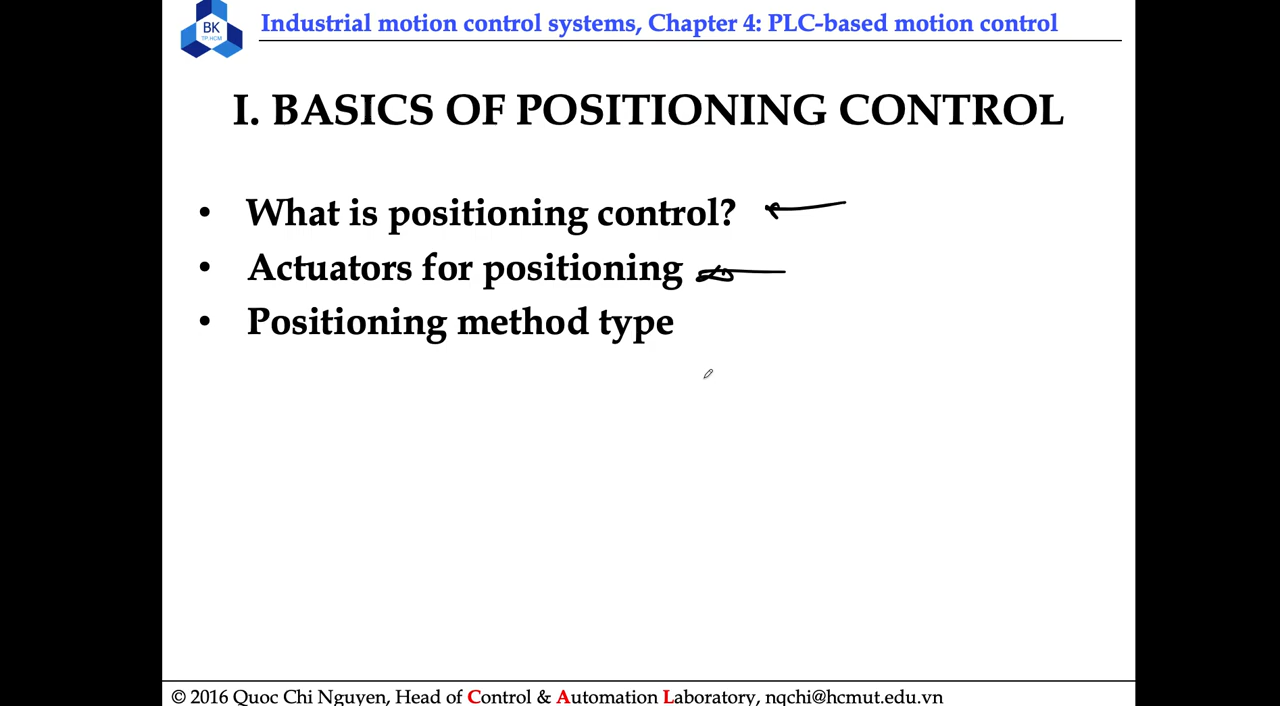 BK
TP.HCM
Industrial motion control systems, Chapter 4: PLC-based motion control
I. BASICS OF POSITIONING CONTROL
• What is positioning control?
• Actuators for positioning
• Positioning method type
© 2016 Quoc Chi Nguyen, Head of Control & Automation Laboratory, nqchi@hcmut.edu.vn